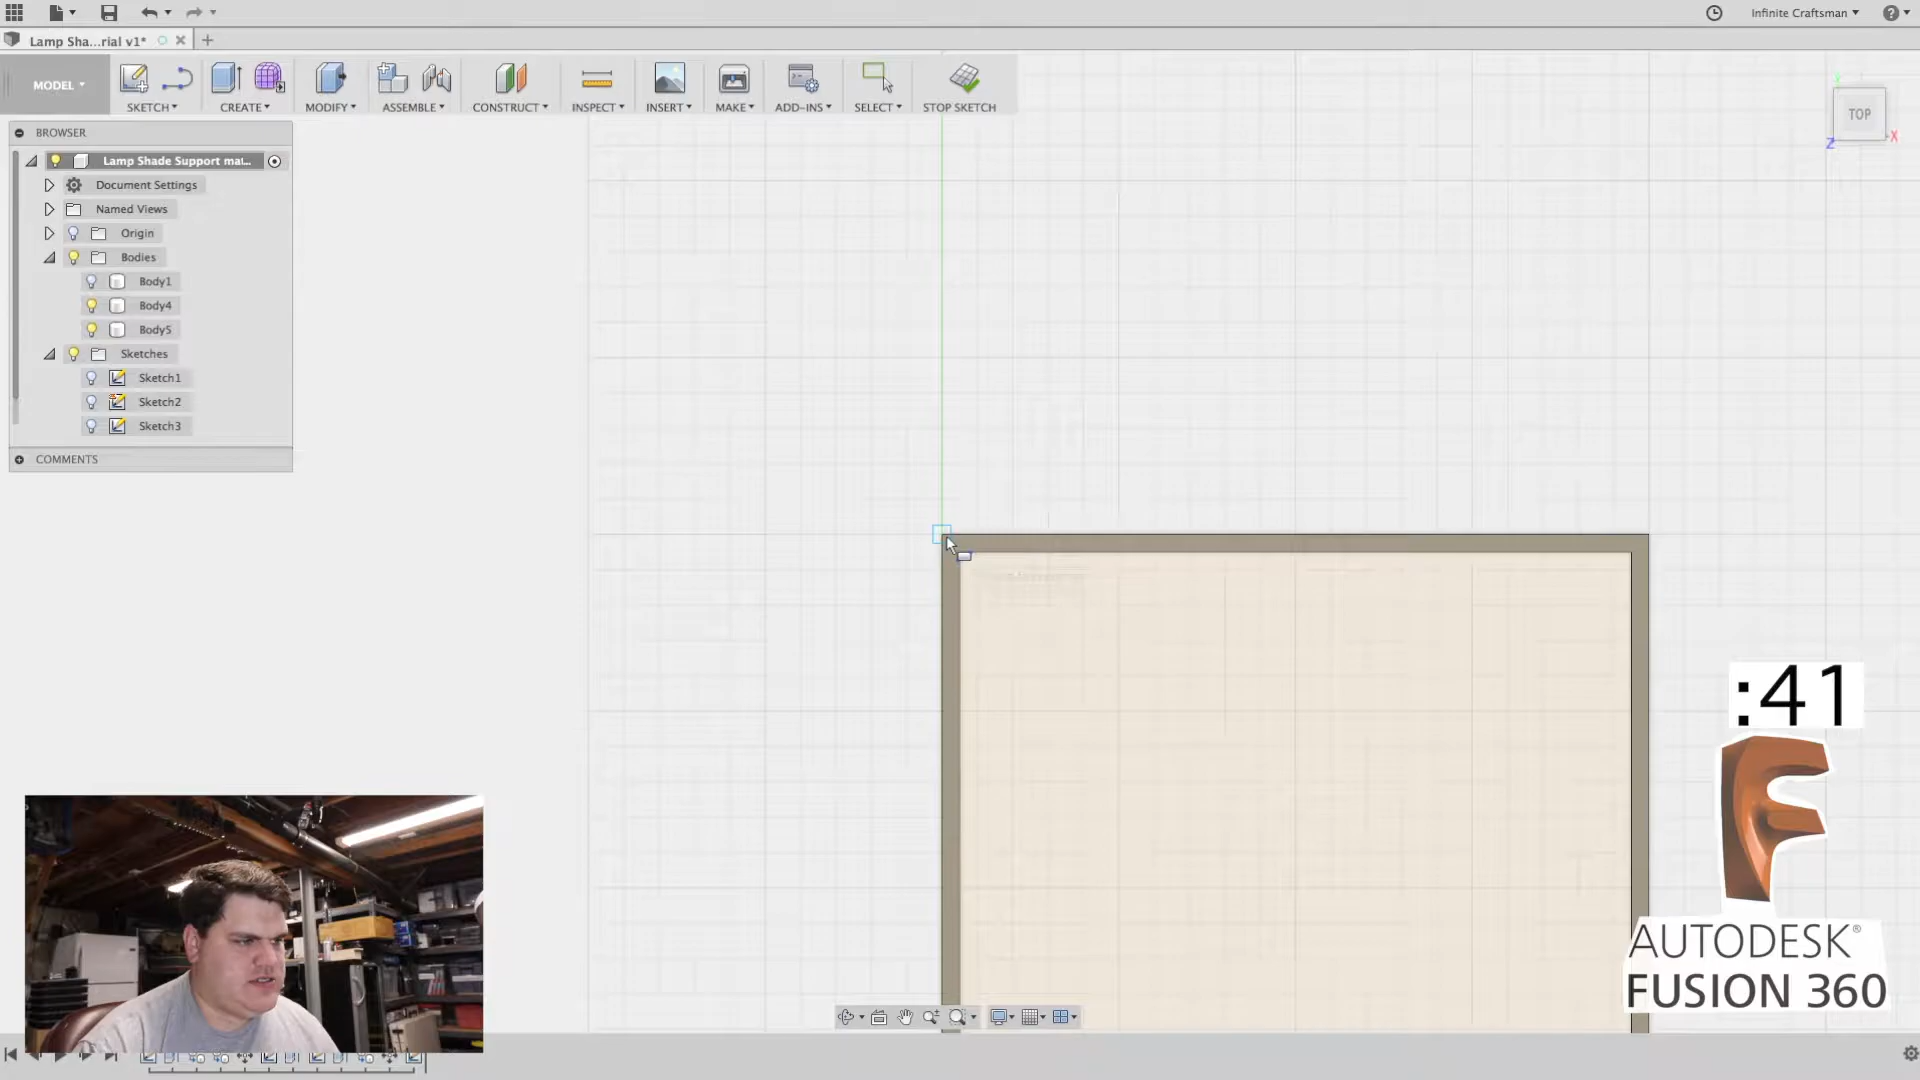 Infinite Craftsman
Lamp Sha...rial v1*
MODEL
SKETCH
CREATE
MODIFY
ASSEMBLE
CONSTRUCT
INSPECT
INSERT
MAKE
ADD-INS
SELECT
STOP SKETCH
TOP
X
Y
Z
BROWSER
Lamp Shade Support mat...
Document Settings
Named Views
Origin
Bodies
Body1
Body4
Body5
Sketches
Sketch1
Sketch2
Sketch3
COMMENTS
:41
AUTODESK®
FUSION 360